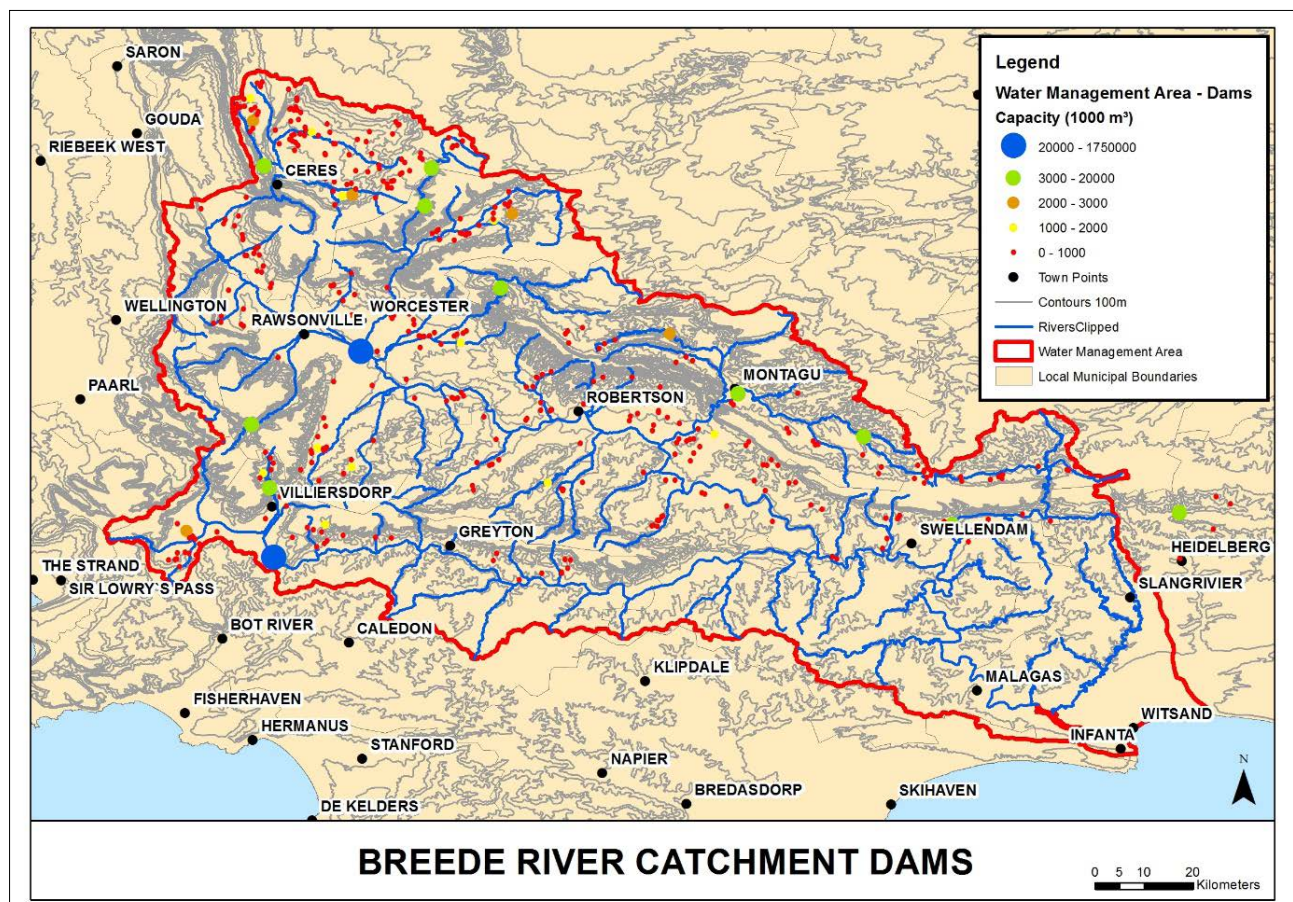 SARON
GOUDA
RIEBEEK WEST
CERES
WELLINGTON
WORCESTER
RAWSONVILLE
PAARL
MONTAGU
ROBERTSON
VILLIERSDORP
GREYTON
SWELLENDAM
HEIDELBERG
THE STRAND
SIR LOWRY`S PASS
SLANGRIVIER
BOT RIVER
CALEDON
KLIPDALE
MALAGAS
FISHERHAVEN
WITSAND
HERMANUS
INFANTA
STANFORD
NAPIER
BREDASDORP
SKIHAVEN
DE KELDERS
Legend
Water Management Area - Dams
Capacity (1000 m³)
20000 - 1750000
3000 - 20000
2000 - 3000
1000 - 2000
0 - 1000
Town Points
Contours 100m
RiversClipped
Water Management Area
Local Municipal Boundaries
N
BREEDE RIVER CATCHMENT DAMS
0 5 10 20
Kilometers